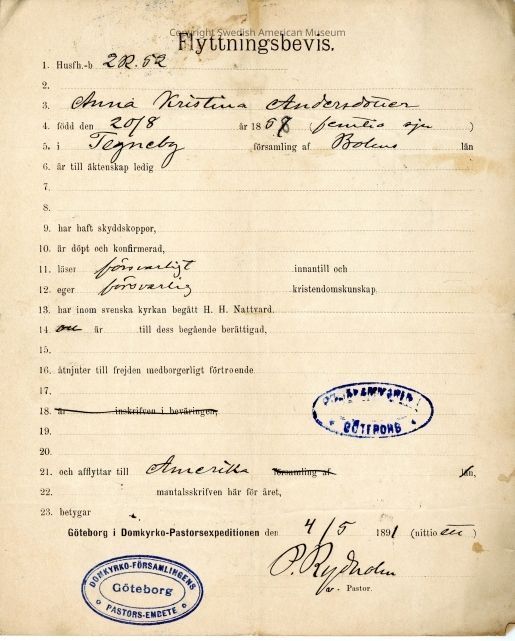 Copyright Swedish American Museum
Flyttningsbevis.
1. Husfh.-b 2R.52
2.
3. Anna Kristina Andersdotter
4. född den 20/8 år 1857 (femtio sju)
5. i Tegneby församling af Bohus län
6. är till äktenskap ledig
7.
8.
9. har haft skyddskoppor,
10. är döpt och konfirmerad,
11. läser försvarligt innantill och
12. eger försvarlig kristendomskunskap.
13. har inom svenska kyrkan begått H. H. Nattvard.
14 och är till dess begående berättigad,
15.
16. åtnjuter till frejden medborgerligt förtroende
17.
18. är inskrifven i beväringen,
19.
20.
21. och afflyttar till Amerika församling af län.
22. mantalsskrifven här för året,
23. betygar
Göteborg i Domkyrko-Pastorsexpeditionen den 4/5 1891 (nittio ett)
P. Rydholm
Pastor.
GÖTEBORG
DOMKYRKO-FÖRSAMLINGENS
Göteborg
PASTORS-EMBETE